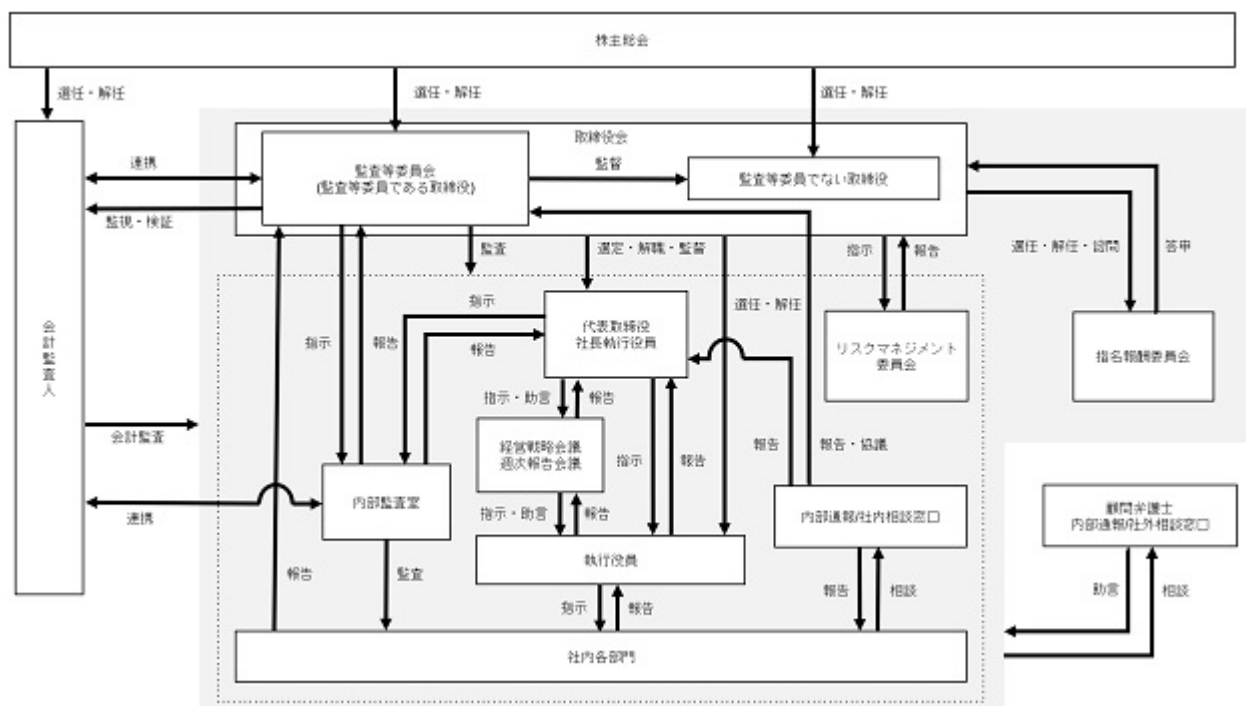 株主総会
選任・解任
選任・解任
選任・解任
取締役会
連携
監査等委員会
(監査等委員である取締役)
監督
監査等委員でない取締役
監視・検証
監査
選定・解職・監督
指示
報告
選任・解任・諮問
答申
指示
選任・解任
代表取締役
社長執行役員
会計監査人
指示
報告
報告
リスクマネジメント
委員会
指名報酬委員会
指示・助言
報告
会計監査
経営戦略会議
週次報告会議
指示
報告
報告
報告・協議
内部監査室
連携
指示・助言
報告
内部通報/社内相談窓口
顧問弁護士
内部通報/社外相談窓口
執行役員
報告
監査
指示
報告
報告
相談
助言
相談
社内各部門